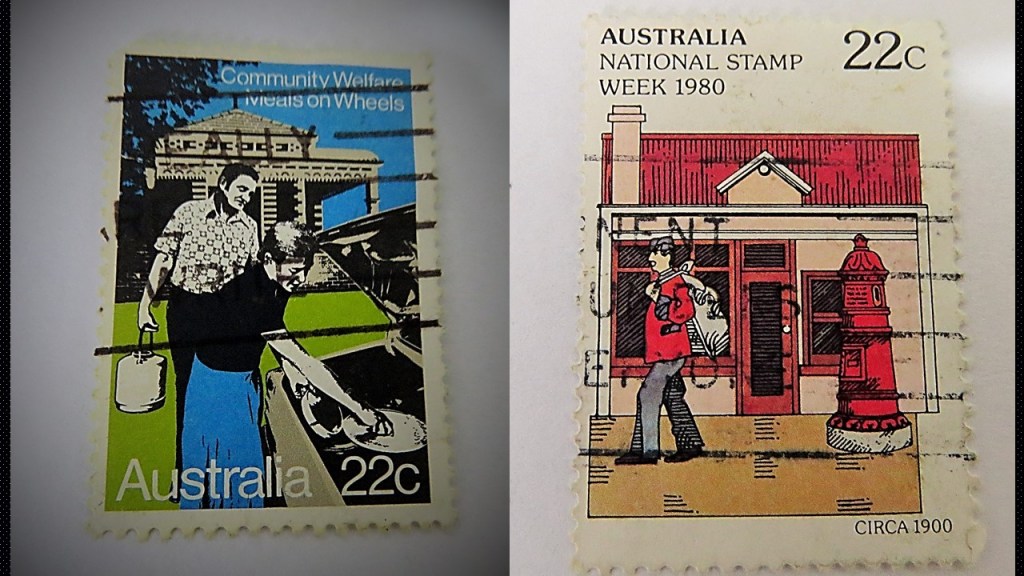 Community Welfare
Meals on Wheels
Australia 22c
AUSTRALIA
NATIONAL STAMP
WEEK 1980
22c
CIRCA 1900